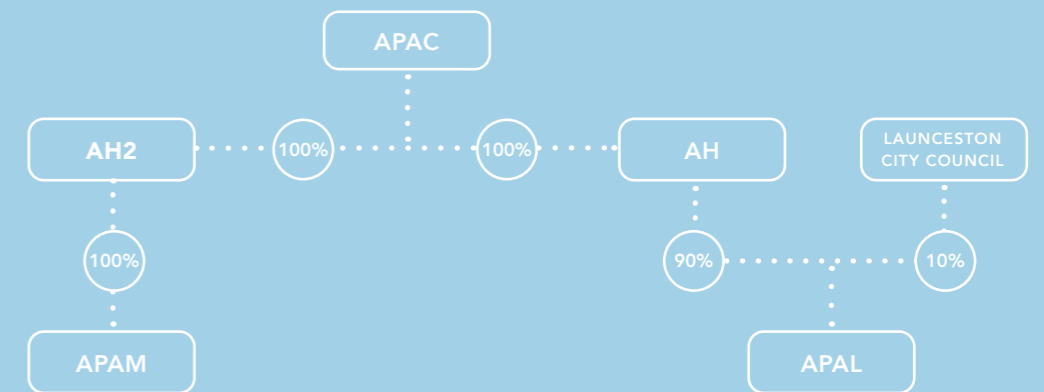 APAC
AH2
100%
100%
AH
LAUNCESTON
CITY COUNCIL
100%
90%
10%
APAM
APAL